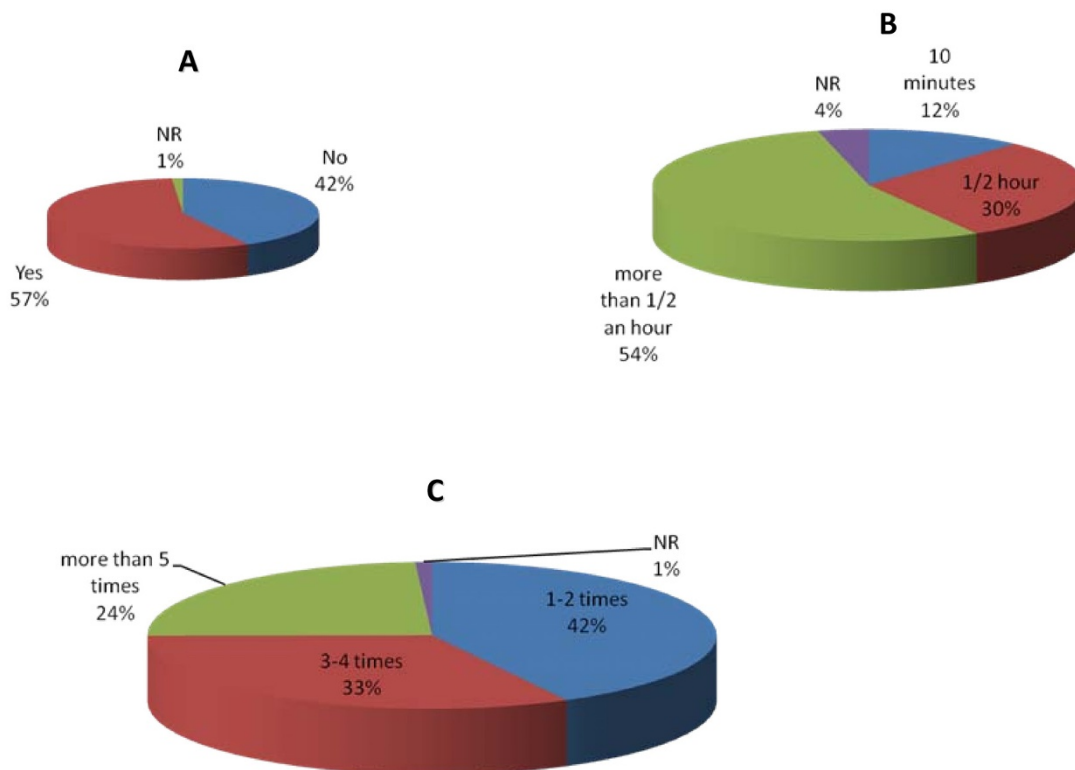 A
NR
1%
No
42%
Yes
57%
B
NR
4%
10
minutes
12%
1/2 hour
30%
more
than 1/2
an hour
54%
C
more than 5
times
24%
NR
1%
1-2 times
42%
3-4 times
33%